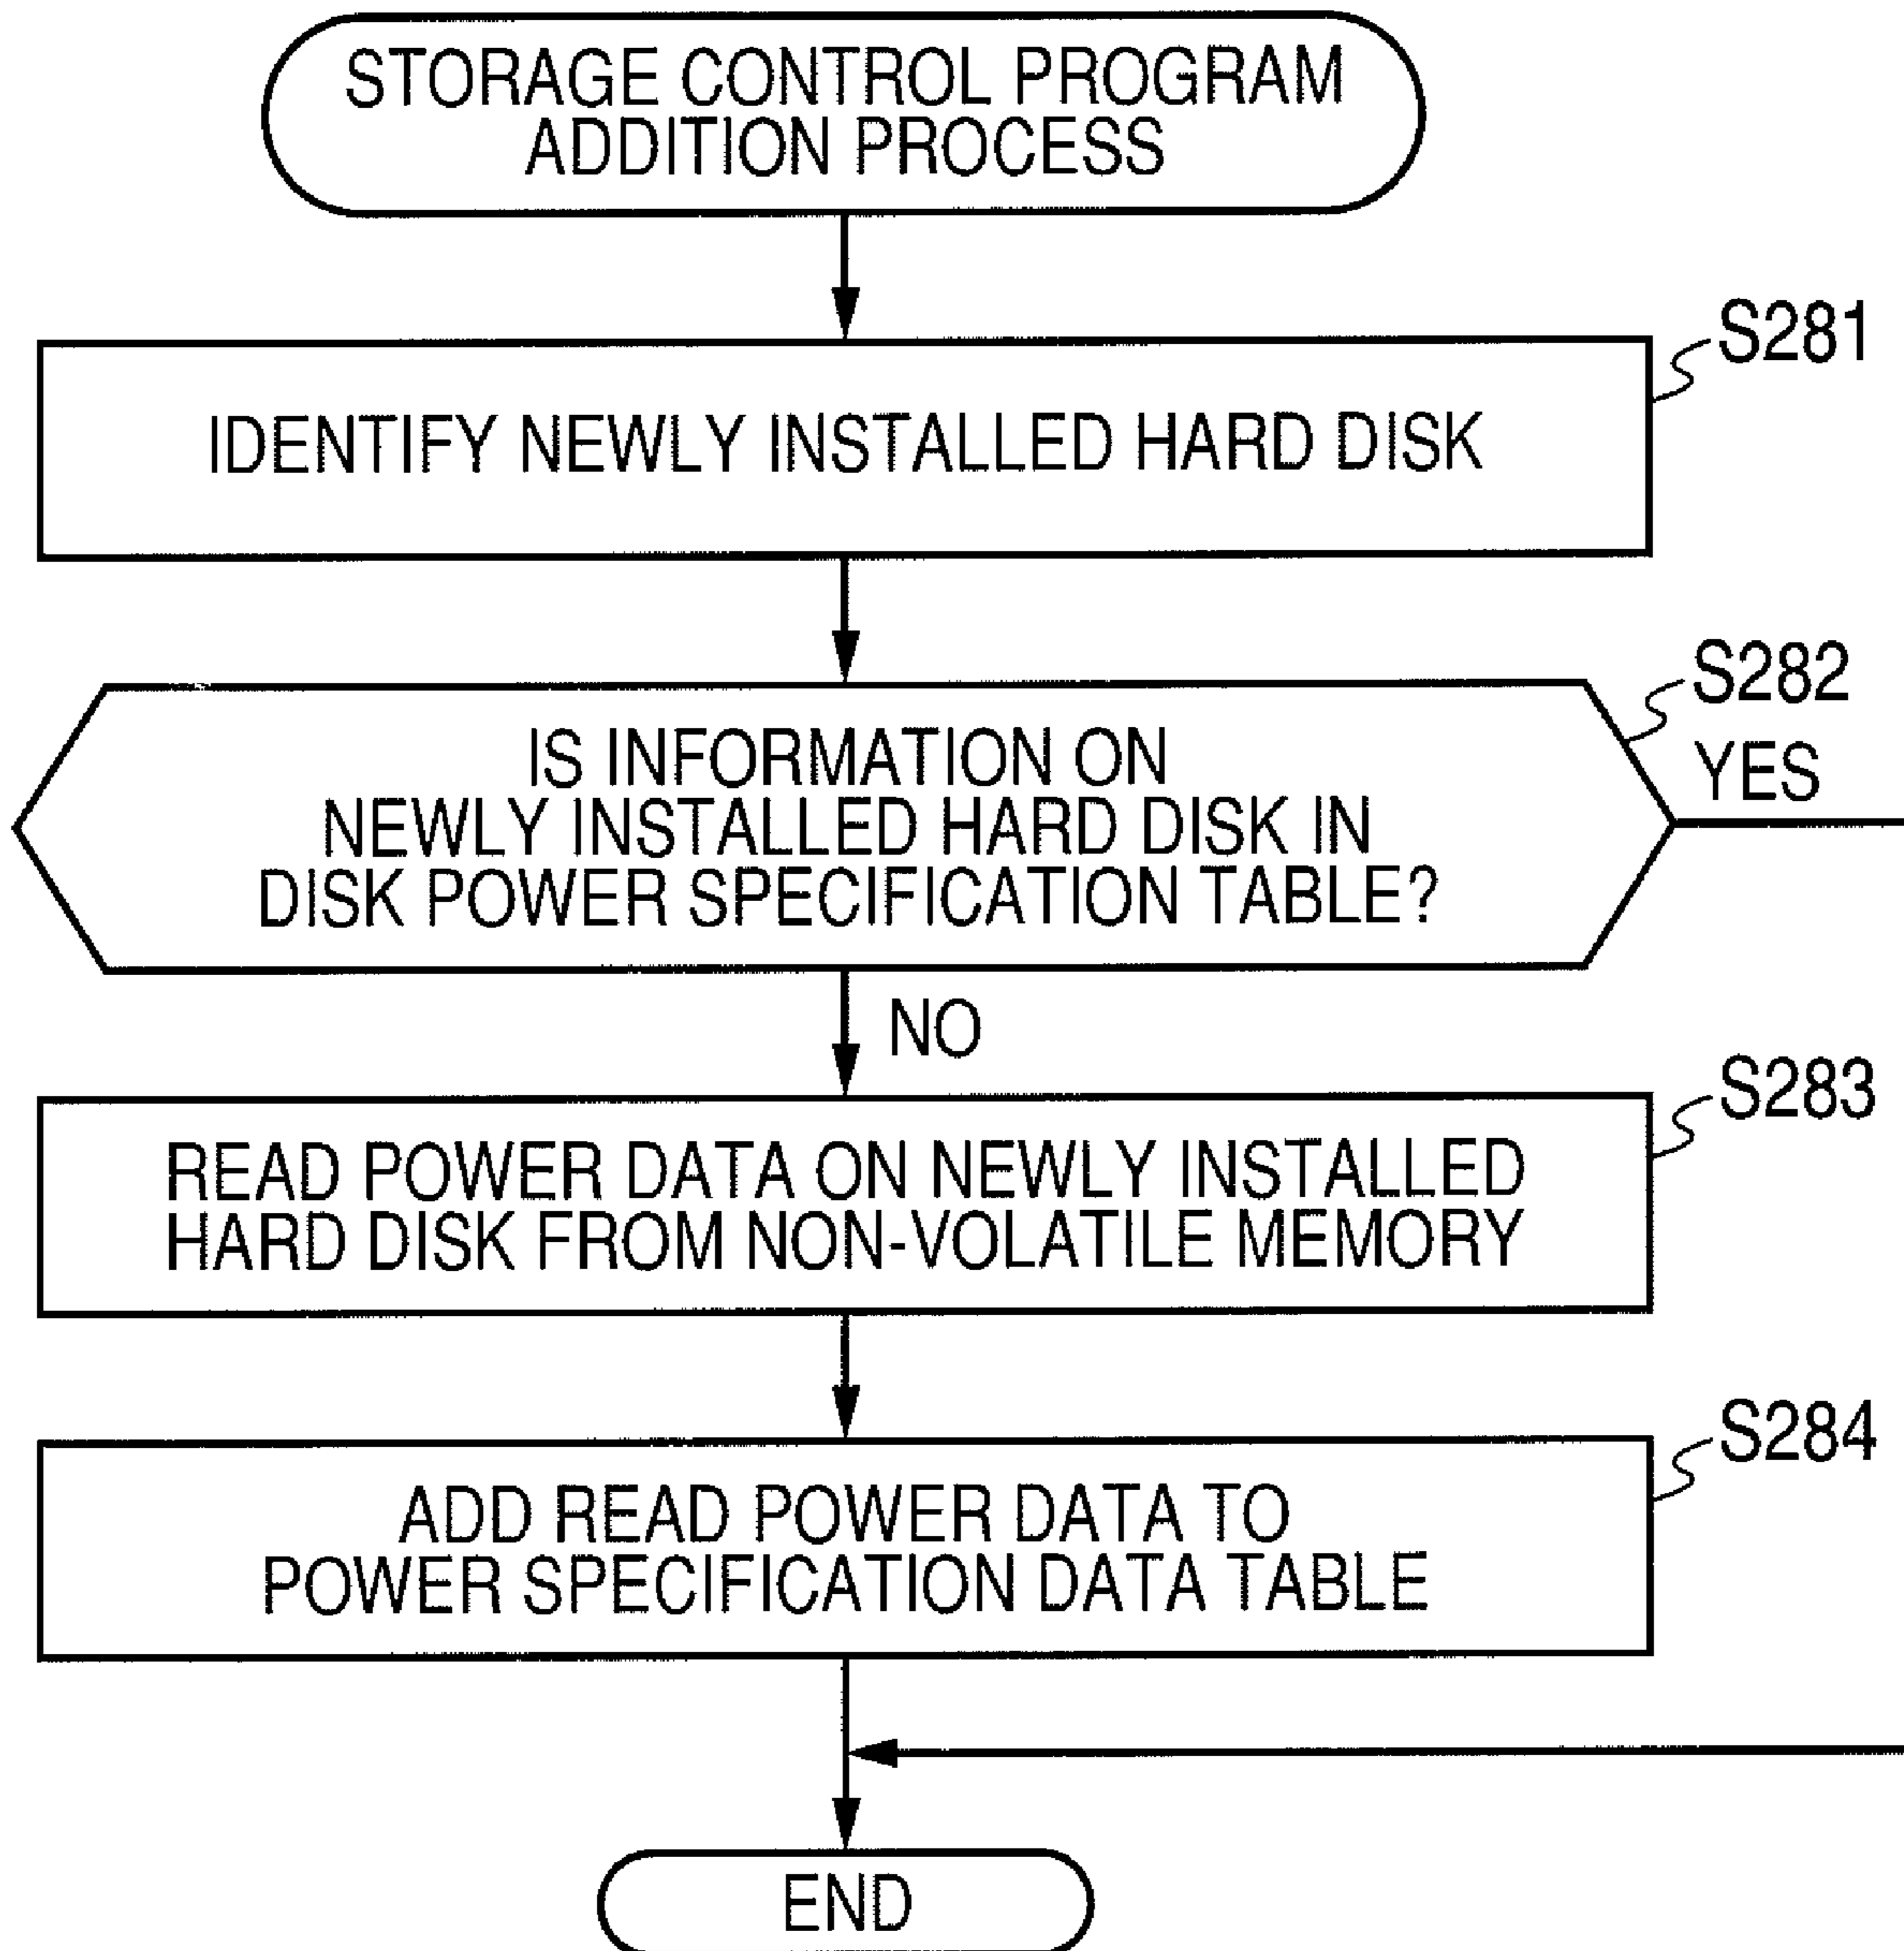 STORAGE CONTROL PROGRAM
ADDITION PROCESS
S281
IDENTIFY NEWLY INSTALLED HARD DISK
S282
YES
IS INFORMATION ON
NEWLY INSTALLED HARD DISK IN
DISK POWER SPECIFICATION TABLE?
NO
S283
READ POWER DATA ON NEWLY INSTALLED
HARD DISK FROM NON-VOLATILE MEMORY
S284
ADD READ POWER DATA TO
POWER SPECIFICATION DATA TABLE
END